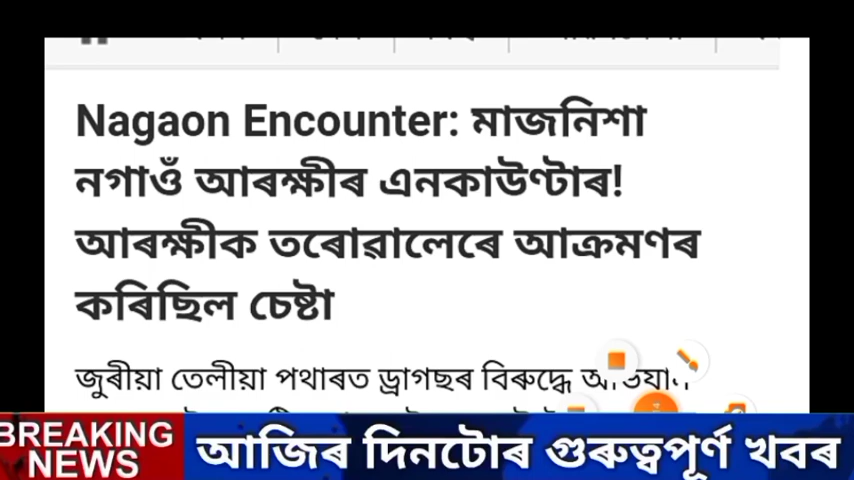 Nagaon Encounter: মাজনিশা
নগাওঁ আৰক্ষীৰ এনকাউণ্টাৰ!
আৰক্ষীক তৰোৱালেৰে আক্ৰমণৰ
কৰিছিল চেষ্টা
জুৰীয়া তেলীয়া পথাৰত ড্ৰাগছৰ বিৰুদ্ধে
BREAKING
NEWS
আজিৰ দিনটোৰ গুৰুত্বপূৰ্ণ খবৰ